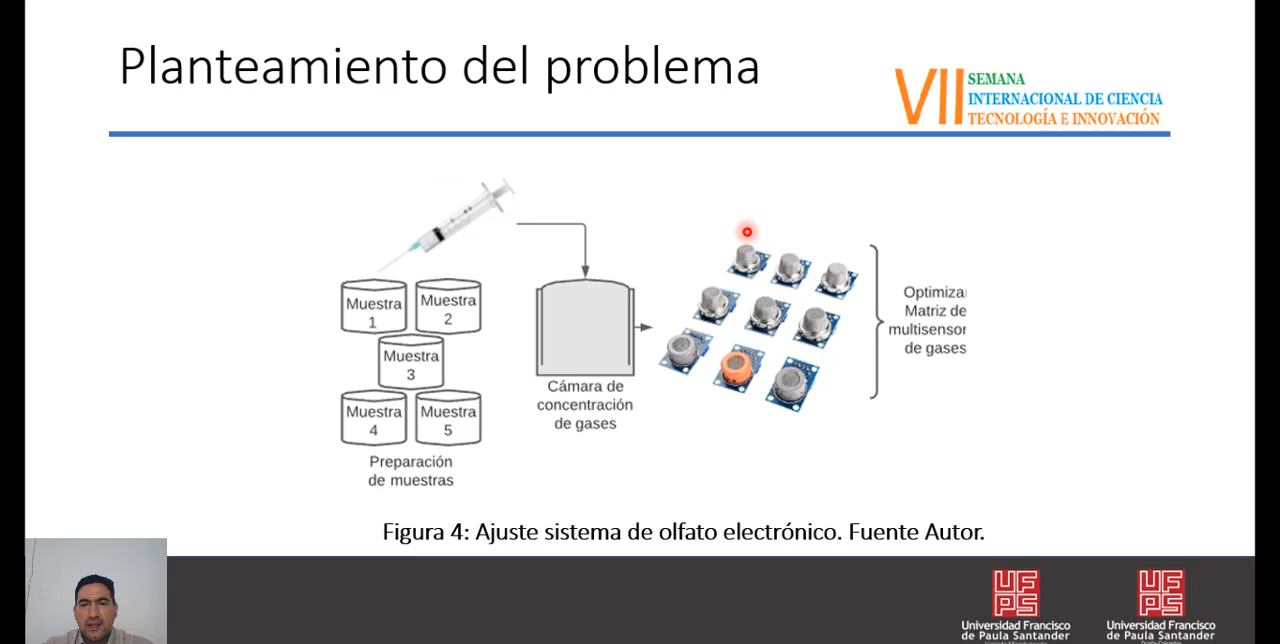 Planteamiento del problema
VII SEMANA
INTERNACIONAL DE CIENCIA
TECNOLOGÍA E INNOVACIÓN
Muestra
1
Muestra
2
Muestra
3
Muestra
4
Muestra
5
Preparación
de muestras
Cámara de
concentración
de gases
Optimiza
Matriz de
multisensor
de gases
Figura 4: Ajuste sistema de olfato electrónico. Fuente Autor.
UFPS
Universidad Francisco
de Paula Santander
UFPS
Universidad Francisco
de Paula Santander